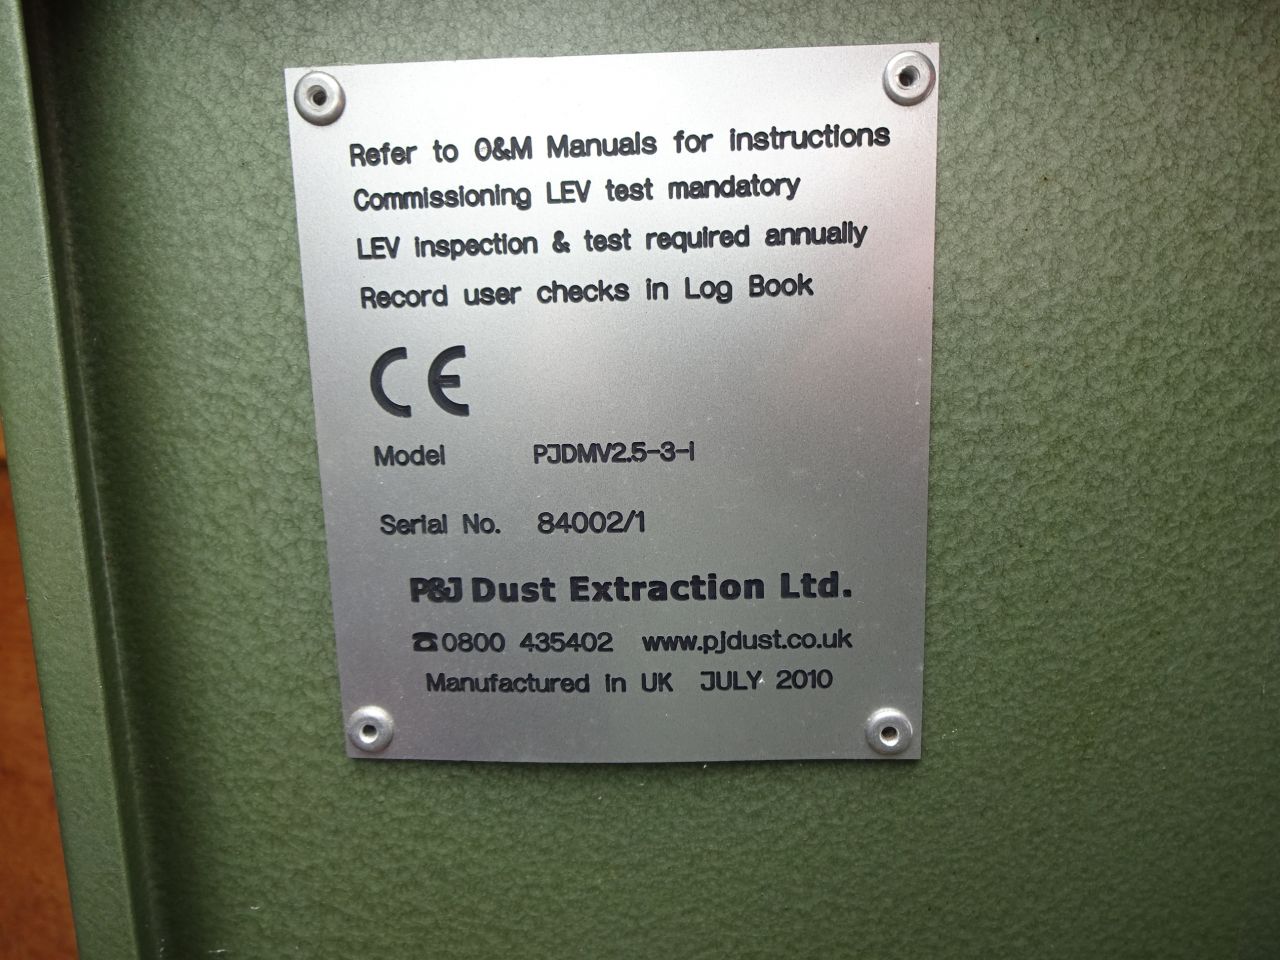 Refer to O&M Manuals for instructions
Commissioning LEV test mandatory
LEV inspection & test required annually
Record user checks in Log Book
CE
Model PJDMV2.5-3-I
Serial No. 84002/1
P&J Dust Extraction Ltd.
☎0800 435402 www.pjdust.co.uk
Manufactured in UK JULY 2010